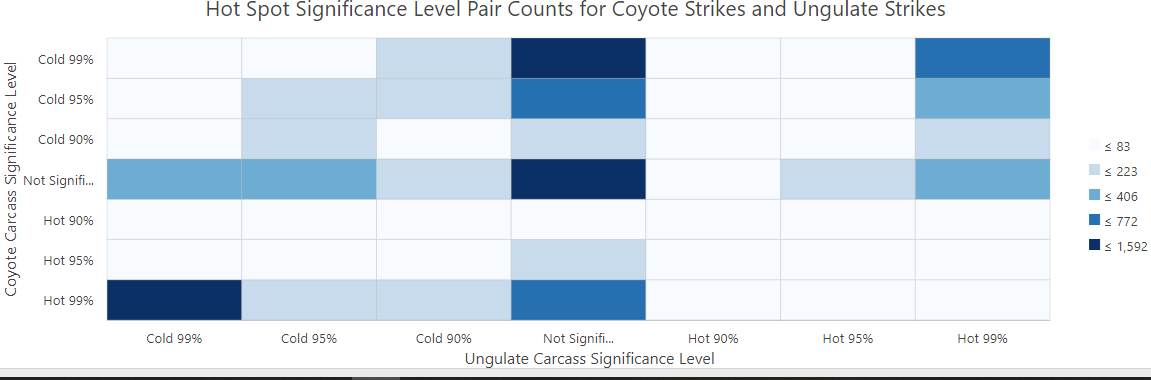 Hot Spot Significance Level Pair Counts for Coyote Strikes and Ungulate Strikes
Coyote Carcass Significance Level
Cold 99%
Cold 95%
Cold 90%
Not Signifi...
Hot 90%
Hot 95%
Hot 99%
Cold 99%
Cold 95%
Cold 90%
Not Signifi...
Hot 90%
Hot 95%
Hot 99%
Ungulate Carcass Significance Level
≤ 83
≤ 223
≤ 406
≤ 772
≤ 1,592